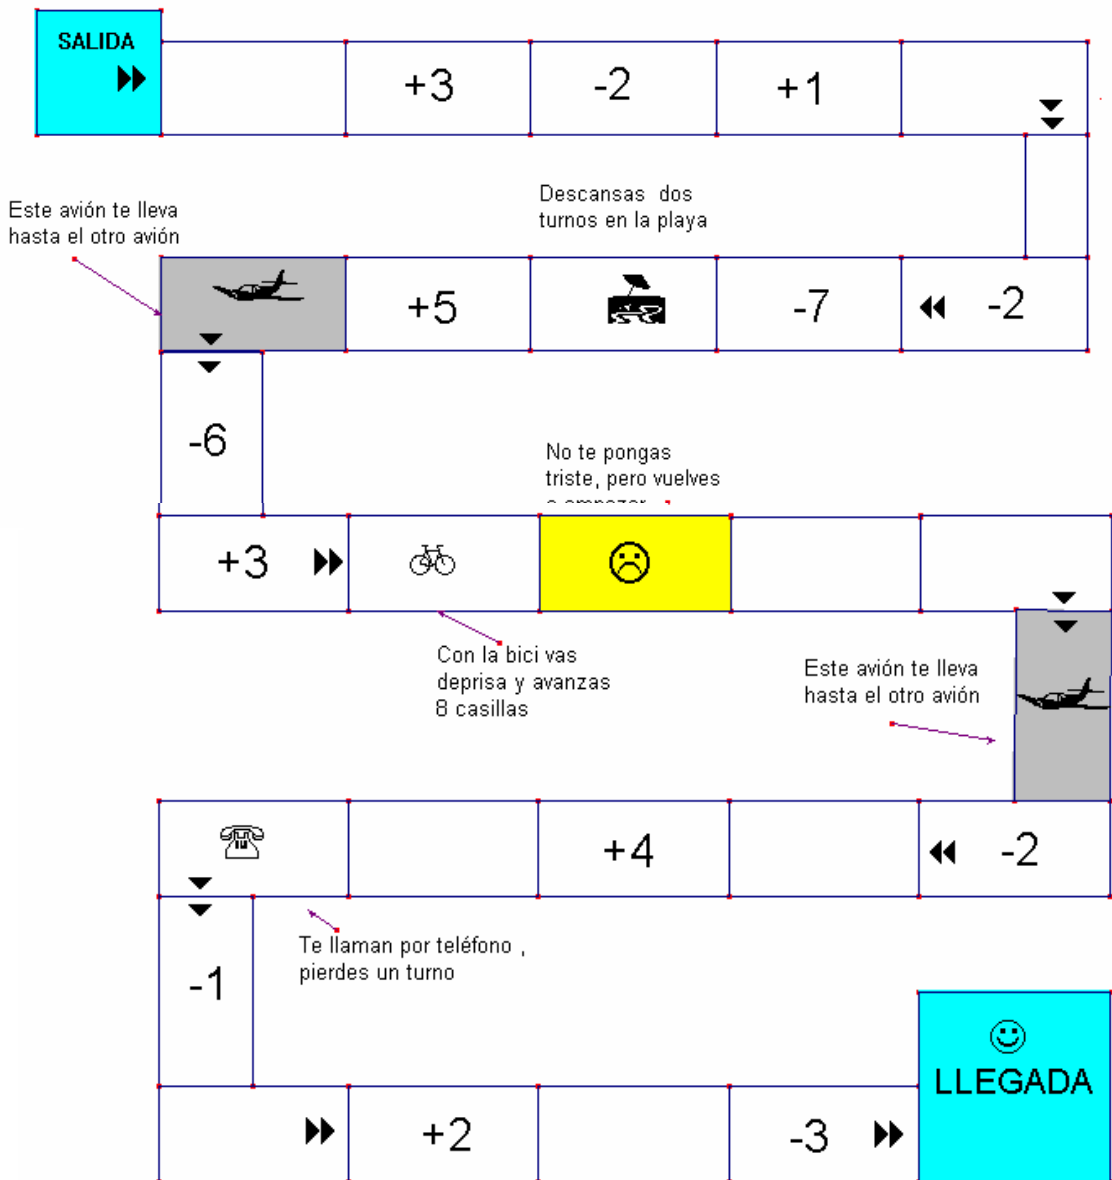 SALIDA
+3
-2
+1
Descansas dos
turnos en la playa
Este avión te lleva
hasta el otro avión
+5
-7
-2
-6
No te pongas
triste, pero vuelves
+3
Con la bici vas
deprisa y avanzas
8 casillas
Este avión te lleva
hasta el otro avión
+4
-2
Te llaman por teléfono ,
pierdes un turno
-1
LLEGADA
+2
-3